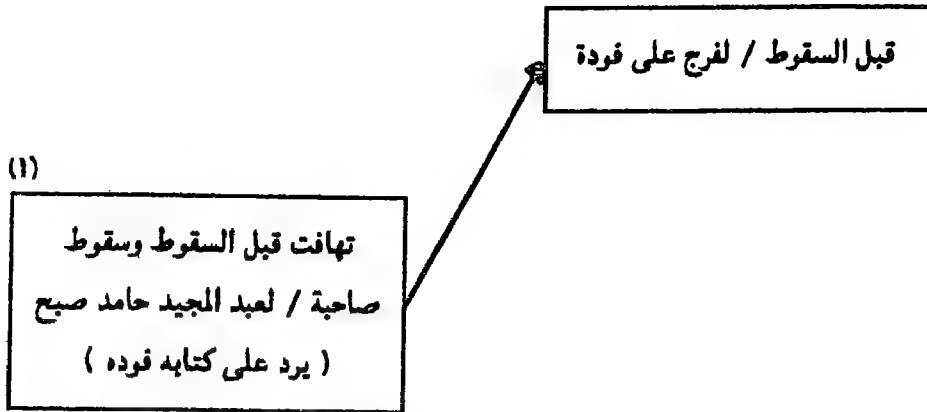 قبل السقوط / لفرج على فودة
(١)
تهافت قبل السقوط وسقوط
صاحبة / لعبد المجيد حامد صبح
( يرد على كتابه فوده )